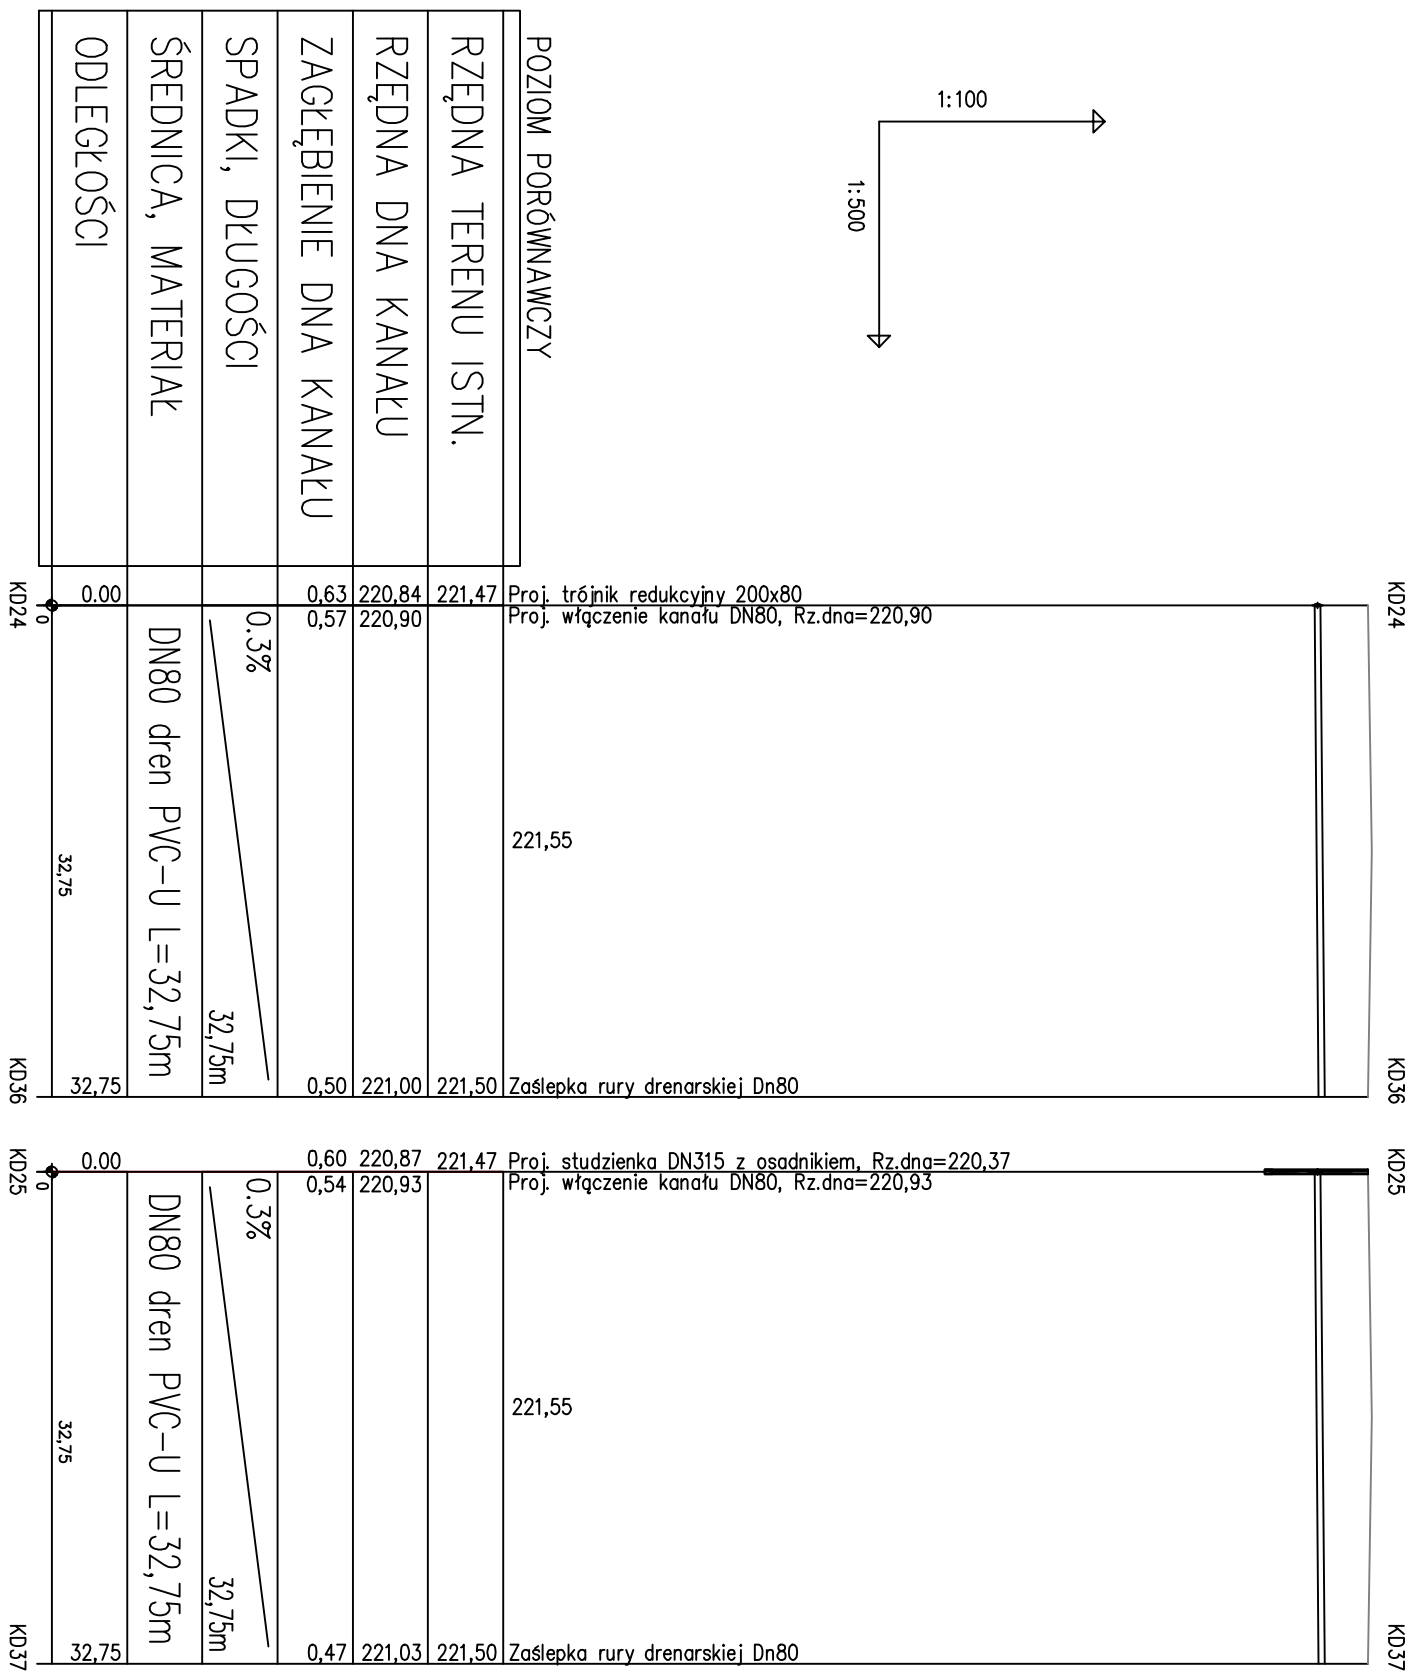 1:100
1:500
POZIOM PORÓWNAWCZY
RZĘDNA TERENU ISTN.
RZĘDNA DNA KANAŁU
ZAGŁĘBIENIE DNA KANAŁU
SPADKI, DŁUGOŚCI
ŚREDNICA, MATERIAŁ
ODLEGŁOŚCI
KD24
KD24
0
0.00
0,63 220,84 221,47 Proj. trójnik redukcyjny 200x80
0,57 220,90 Proj. włączenie kanału DN80, Rz.dna=220,90
0.3%
32,75m
DN80 dren PVC-U L=32,75m
32,75
221,55
32,75 0,50 221,00 221,50 Zaślepka rury drenarskiej Dn80
KD36
KD36
KD25
KD25
0
0.00
0,60 220,87 221,47 Proj. studzienka DN315 z osadnikiem, Rz.dna=220,37
0,54 220,93 Proj. włączenie kanału DN80, Rz.dna=220,93
0.3%
32,75m
DN80 dren PVC-U L=32,75m
32,75
221,55
32,75 0,47 221,03 221,50 Zaślepka rury drenarskiej Dn80
KD37
KD37